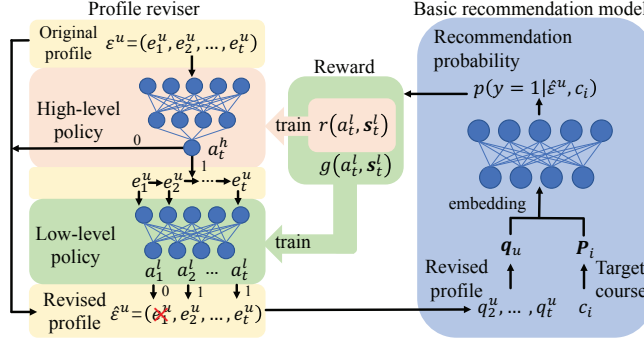 Profile reviser
Original profile
ε^u=(e_1^u, e_2^u, ..., e_t^u)
High-level policy
0
a_t^h
1
e_1^u e_2^u ... e_t^u
Low-level policy
a_1^l a_2^l ... a_t^l
0 1 1
Revised profile
ε̂^u=(e_1^u, e_2^u, ..., e_t^u)
Reward
train
r(a_t^l, s_t^l)
g(a_t^l, s_t^l)
train
Basic recommendation model
Recommendation probability
p(y = 1|ε̂^u, c_i)
embedding
q_u P_i
Revised profile
Target course
q_2^u, ... , q_t^u
c_i